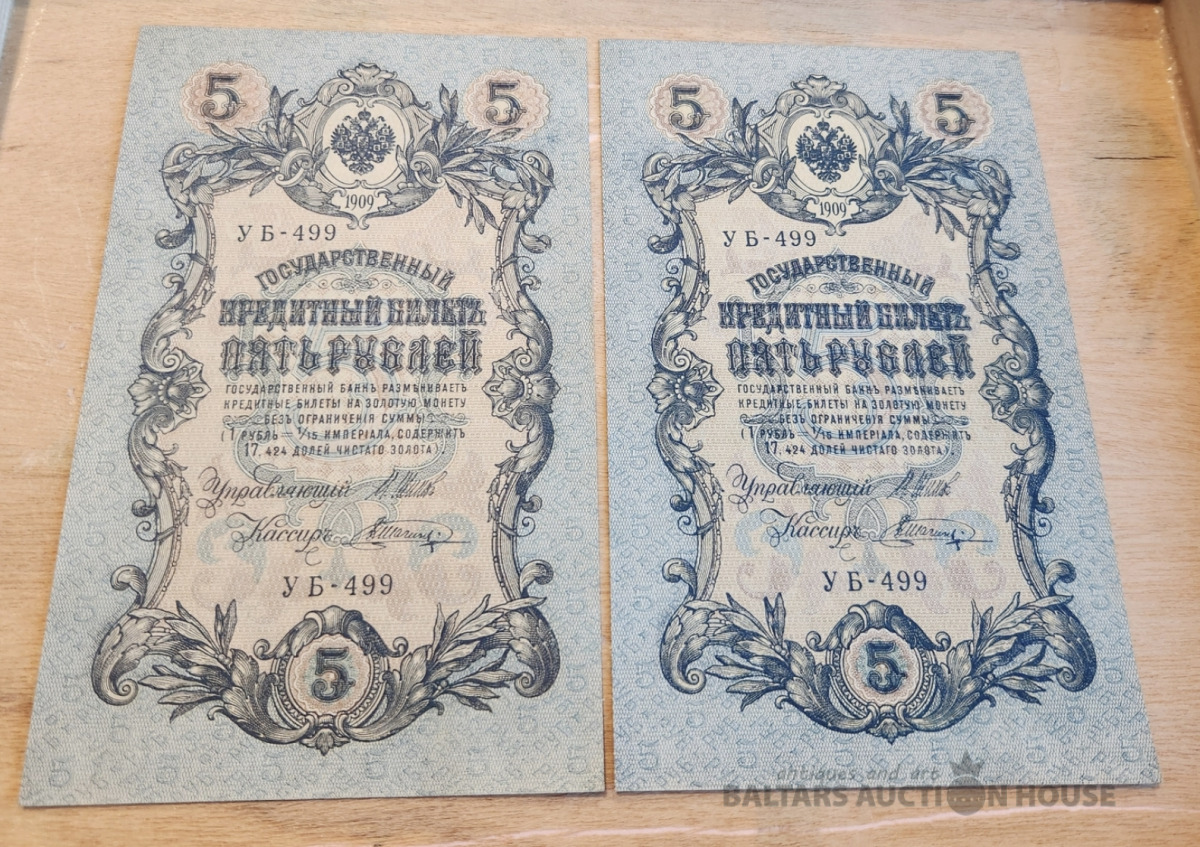 5 5
1909
УБ-499
ГОСУДАРСТВЕННЫЙ
КРЕДИТНЫЙ БИЛЕТЪ
ПЯТЬ РУБЛЕЙ
ГОСУДАРСТВЕННЫЙ БАНКЪ РАЗМѢНИВАЕТЪ
КРЕДИТНЫЕ БИЛЕТЫ НА ЗОЛОТУЮ МОНЕТУ
БЕЗЪ ОГРАНИЧЕНІЯ СУММЫ
(1 РУБЛЬ = 1/15 ИМПЕРІАЛА, СОДЕРЖИТЪ
17,424 ДОЛЕЙ ЧИСТАГО ЗОЛОТА).
Управляющій
Кассиръ
УБ-499
5
5 5
1909
УБ-499
ГОСУДАРСТВЕННЫЙ
КРЕДИТНЫЙ БИЛЕТЪ
ПЯТЬ РУБЛЕЙ
ГОСУДАРСТВЕННЫЙ БАНКЪ РАЗМѢНИВАЕТЪ
КРЕДИТНЫЕ БИЛЕТЫ НА ЗОЛОТУЮ МОНЕТУ
БЕЗЪ ОГРАНИЧЕНІЯ СУММЫ
(1 РУБЛЬ = 1/15 ИМПЕРІАЛА, СОДЕРЖИТЪ
17,424 ДОЛЕЙ ЧИСТАГО ЗОЛОТА).
Управляющій
Кассиръ
УБ-499
5
antiques and art
BALTARS AUCTION HOUSE